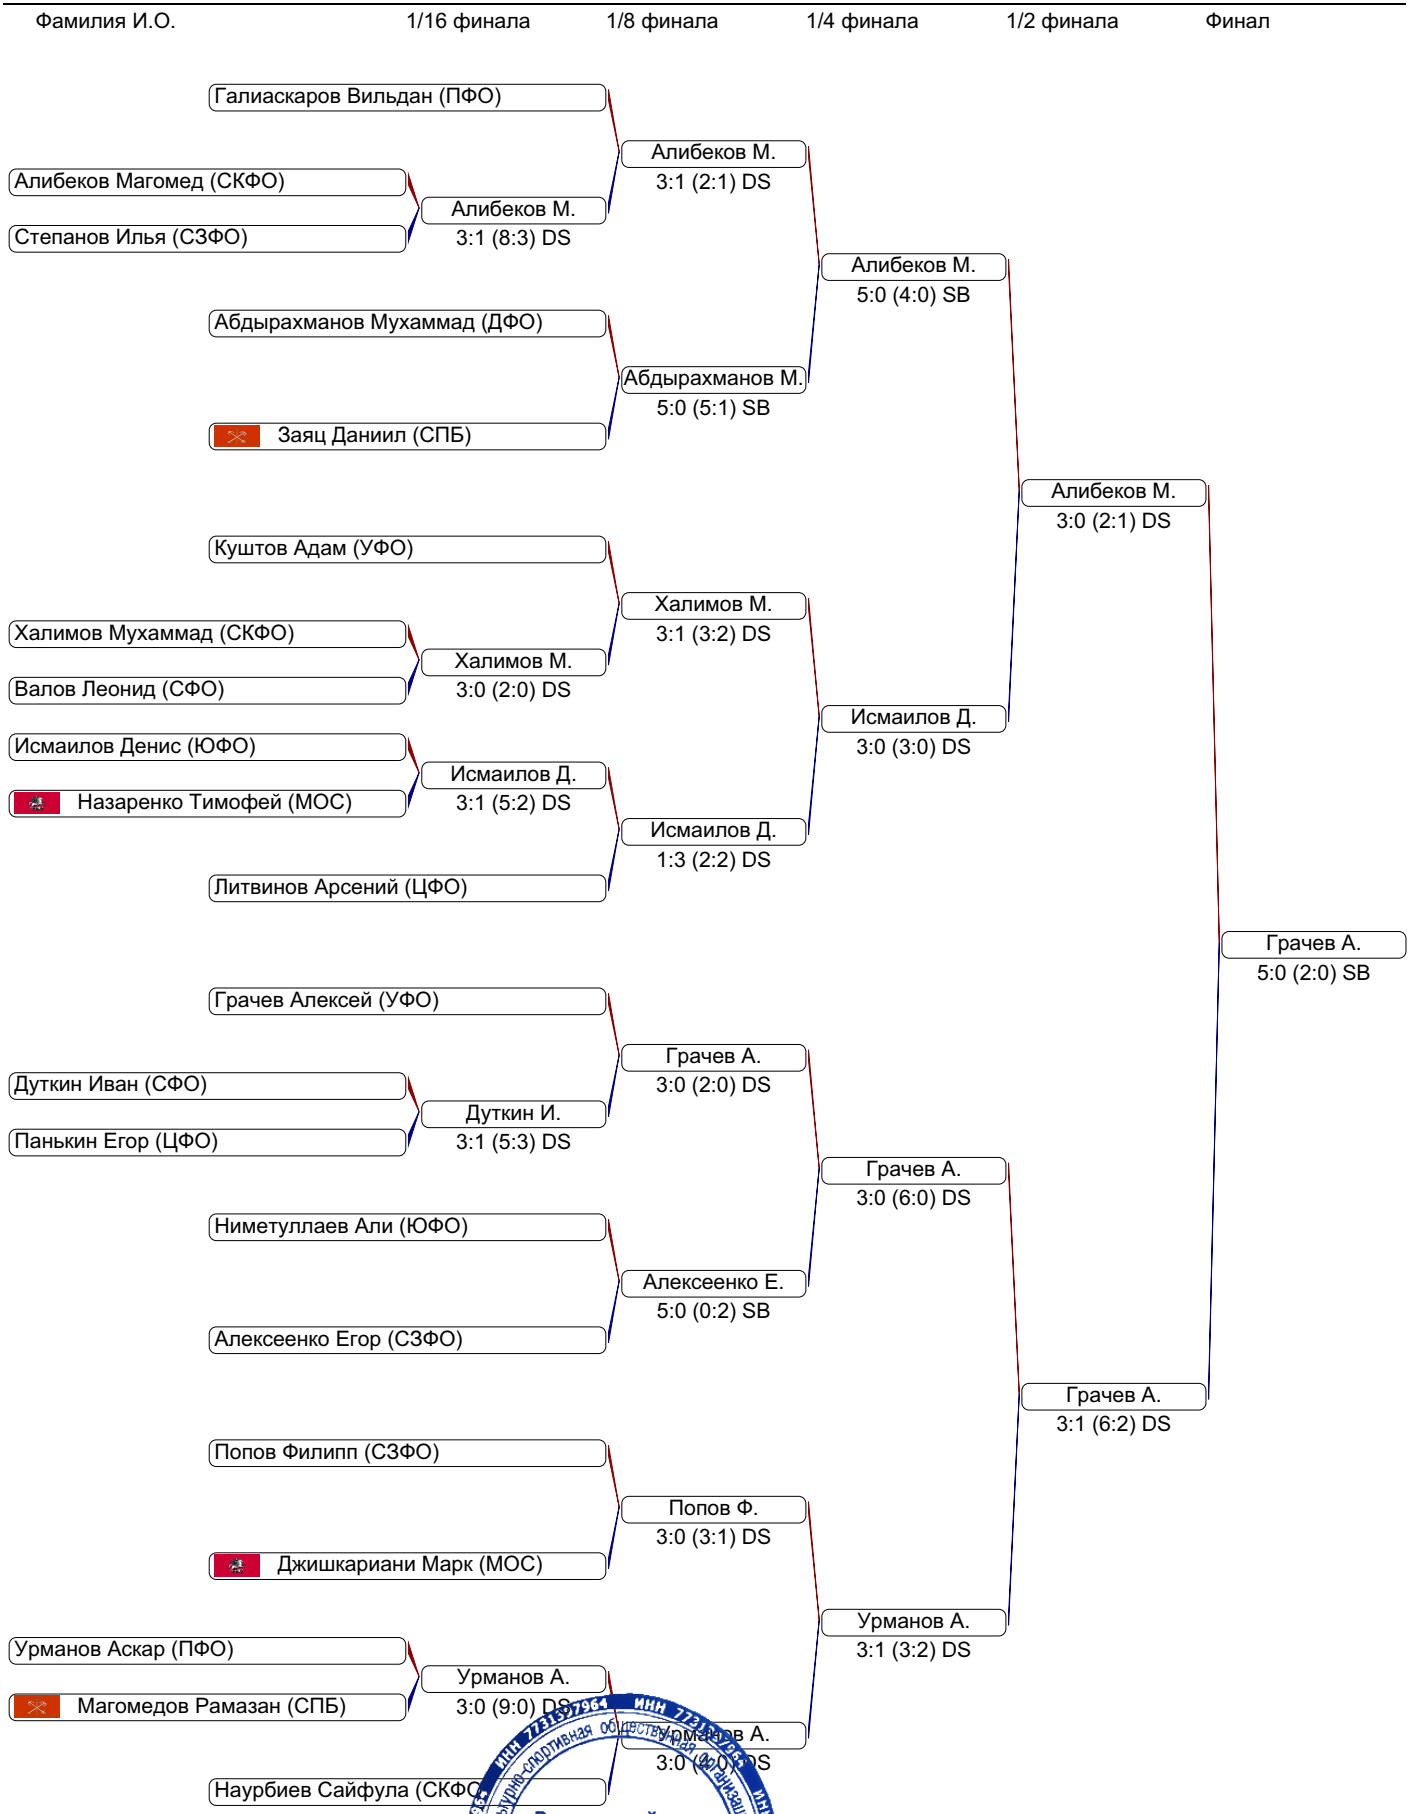 Фамилия И.О. 1/16 финала 1/8 финала 1/4 финала 1/2 финала Финал
Галиаскаров Вильдан (ПФО)
Алибеков М.
3:1 (2:1) DS
Алибеков Магомед (СКФО)
Алибеков М.
3:1 (8:3) DS
Степанов Илья (СЗФО)
Алибеков М.
5:0 (4:0) SB
Абдырахманов Мухаммад (ДФО)
Абдырахманов М.
5:0 (5:1) SB
Заяц Даниил (СПБ)
Алибеков М.
3:0 (2:1) DS
Куштов Адам (УФО)
Халимов М.
3:1 (3:2) DS
Халимов Мухаммад (СКФО)
Халимов М.
3:0 (2:0) DS
Валов Леонид (СФО)
Исмаилов Д.
3:0 (3:0) DS
Исмаилов Денис (ЮФО)
Исмаилов Д.
3:1 (5:2) DS
Назаренко Тимофей (МОС)
Исмаилов Д.
1:3 (2:2) DS
Литвинов Арсений (ЦФО)
Грачев А.
5:0 (2:0) SB
Грачев Алексей (УФО)
Грачев А.
3:0 (2:0) DS
Дуткин Иван (СФО)
Дуткин И.
3:1 (5:3) DS
Панькин Егор (ЦФО)
Грачев А.
3:0 (6:0) DS
Ниметуллаев Али (ЮФО)
Алексеенко Е.
5:0 (0:2) SB
Алексеенко Егор (СЗФО)
Грачев А.
3:1 (6:2) DS
Попов Филипп (СЗФО)
Попов Ф.
3:0 (3:1) DS
Джишкариани Марк (МОС)
Урманов А.
3:1 (3:2) DS
Урманов Аскар (ПФО)
Урманов А.
3:0 (9:0) DS
Магомедов Рамазан (СПБ)
Урманов А.
3:0 DS
Наурбиев Сайфула (СКФО
ИНН
общественная